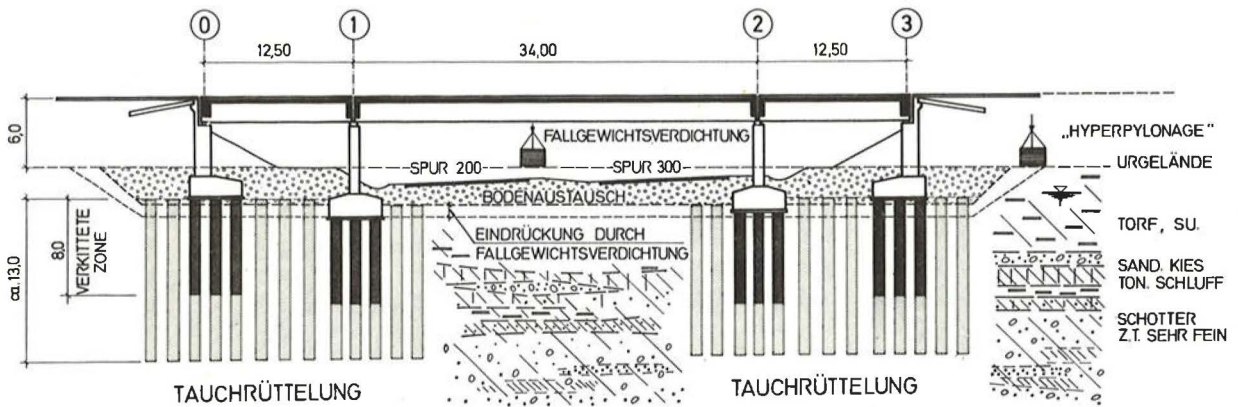 0
1
2
3
12,50
34,00
12,50
6,0
FALLGEWICHTSVERDICHTUNG
„HYPERPYLONAGE"
SPUR 200
SPUR 300
URGELÄNDE
BODENAUSTAUSCH
EINDRÜCKUNG DURCH
FALLGEWICHTSVERDICHTUNG
TORF, SU.
ca.13,0
8,0
VERKITTETE
ZONE
SAND. KIES
TON. SCHLUFF
SCHOTTER
Z.T. SEHR FEIN
TAUCHRÜTTELUNG
TAUCHRÜTTELUNG